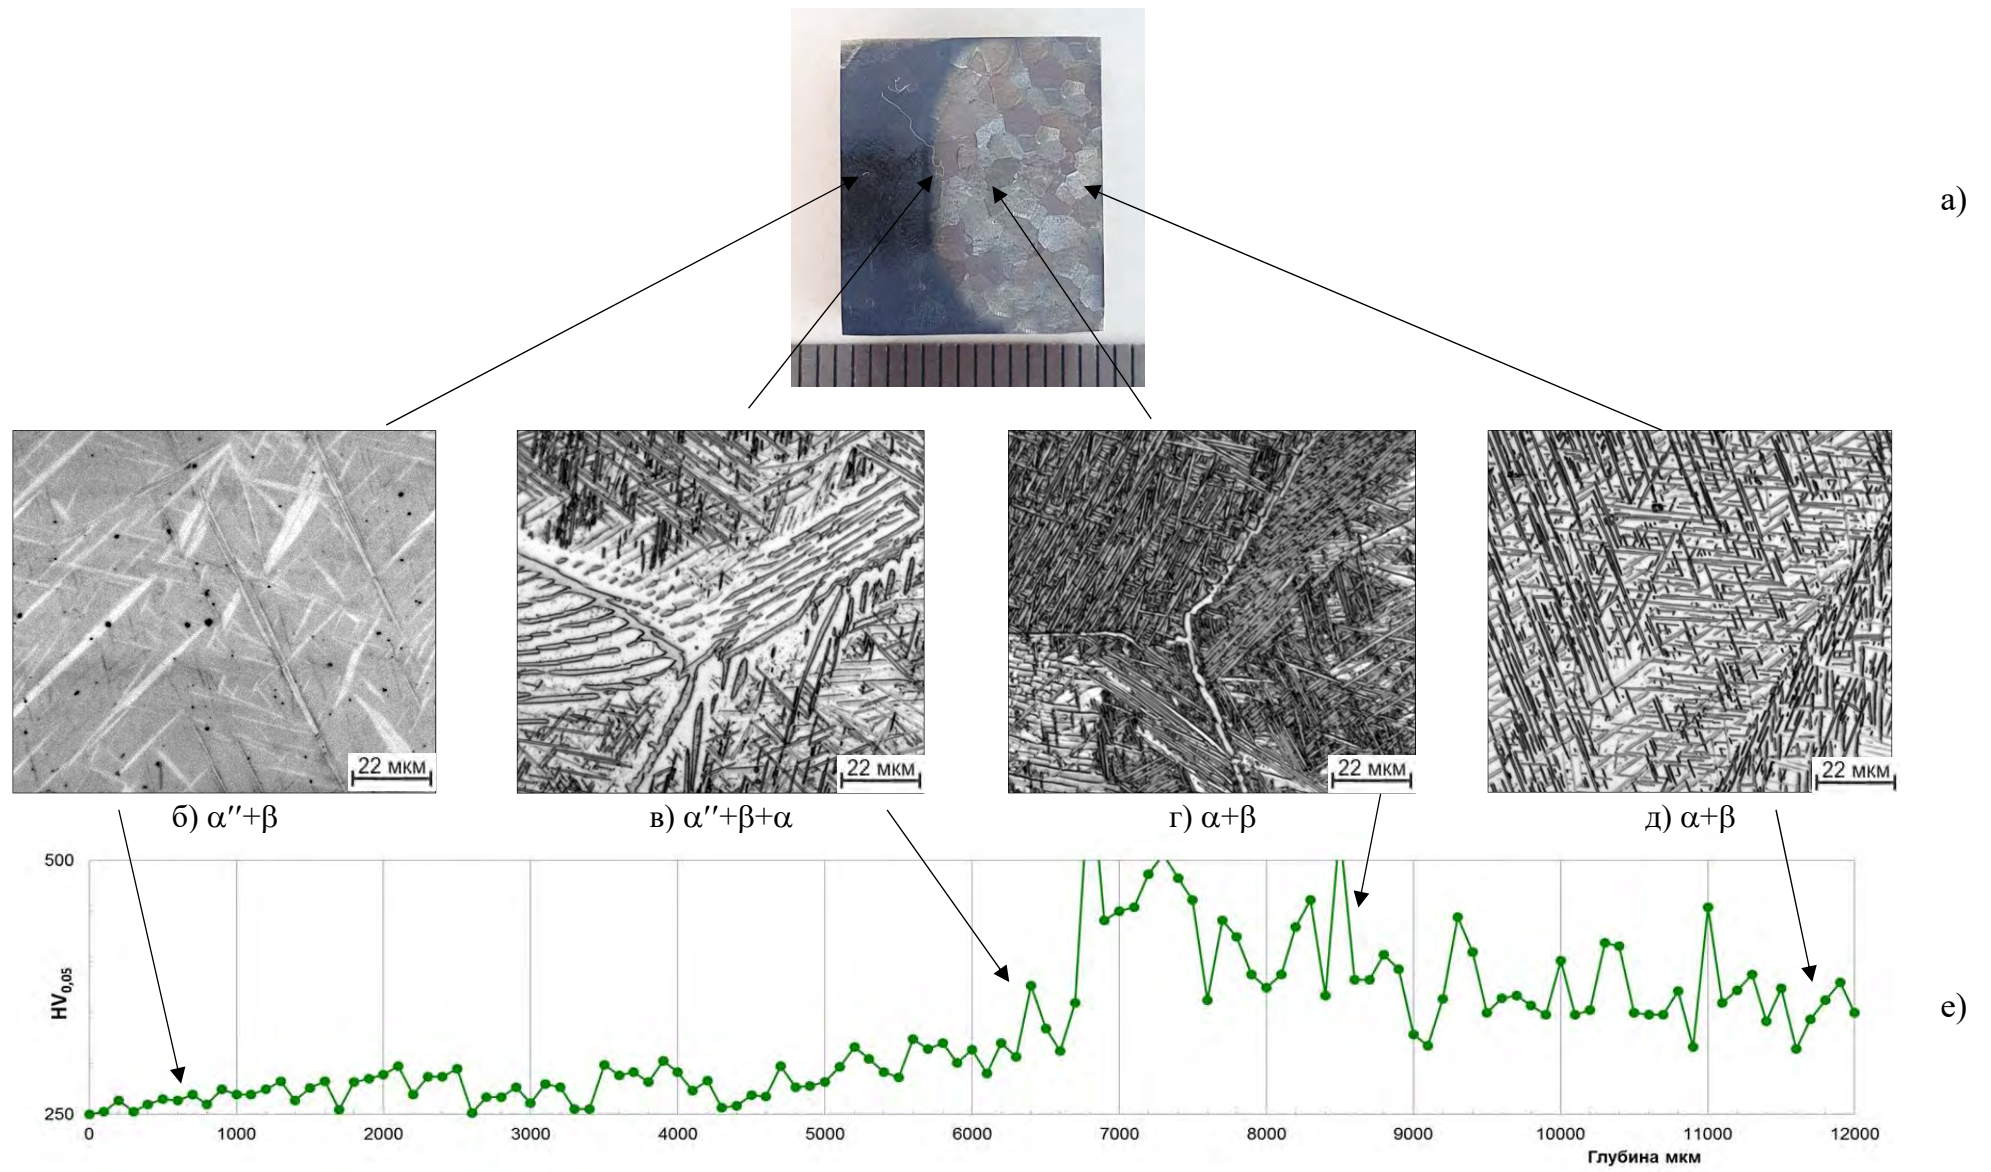 а)
22 мкм
22 мкм
22 мкм
22 мкм
б) α′′+β
в) α′′+β+α
г) α+β
д) α+β
500
HV0,05
е)
250
0 1000 2000 3000 4000 5000 6000 7000 8000 9000 10000 11000 12000
Глубина мкм